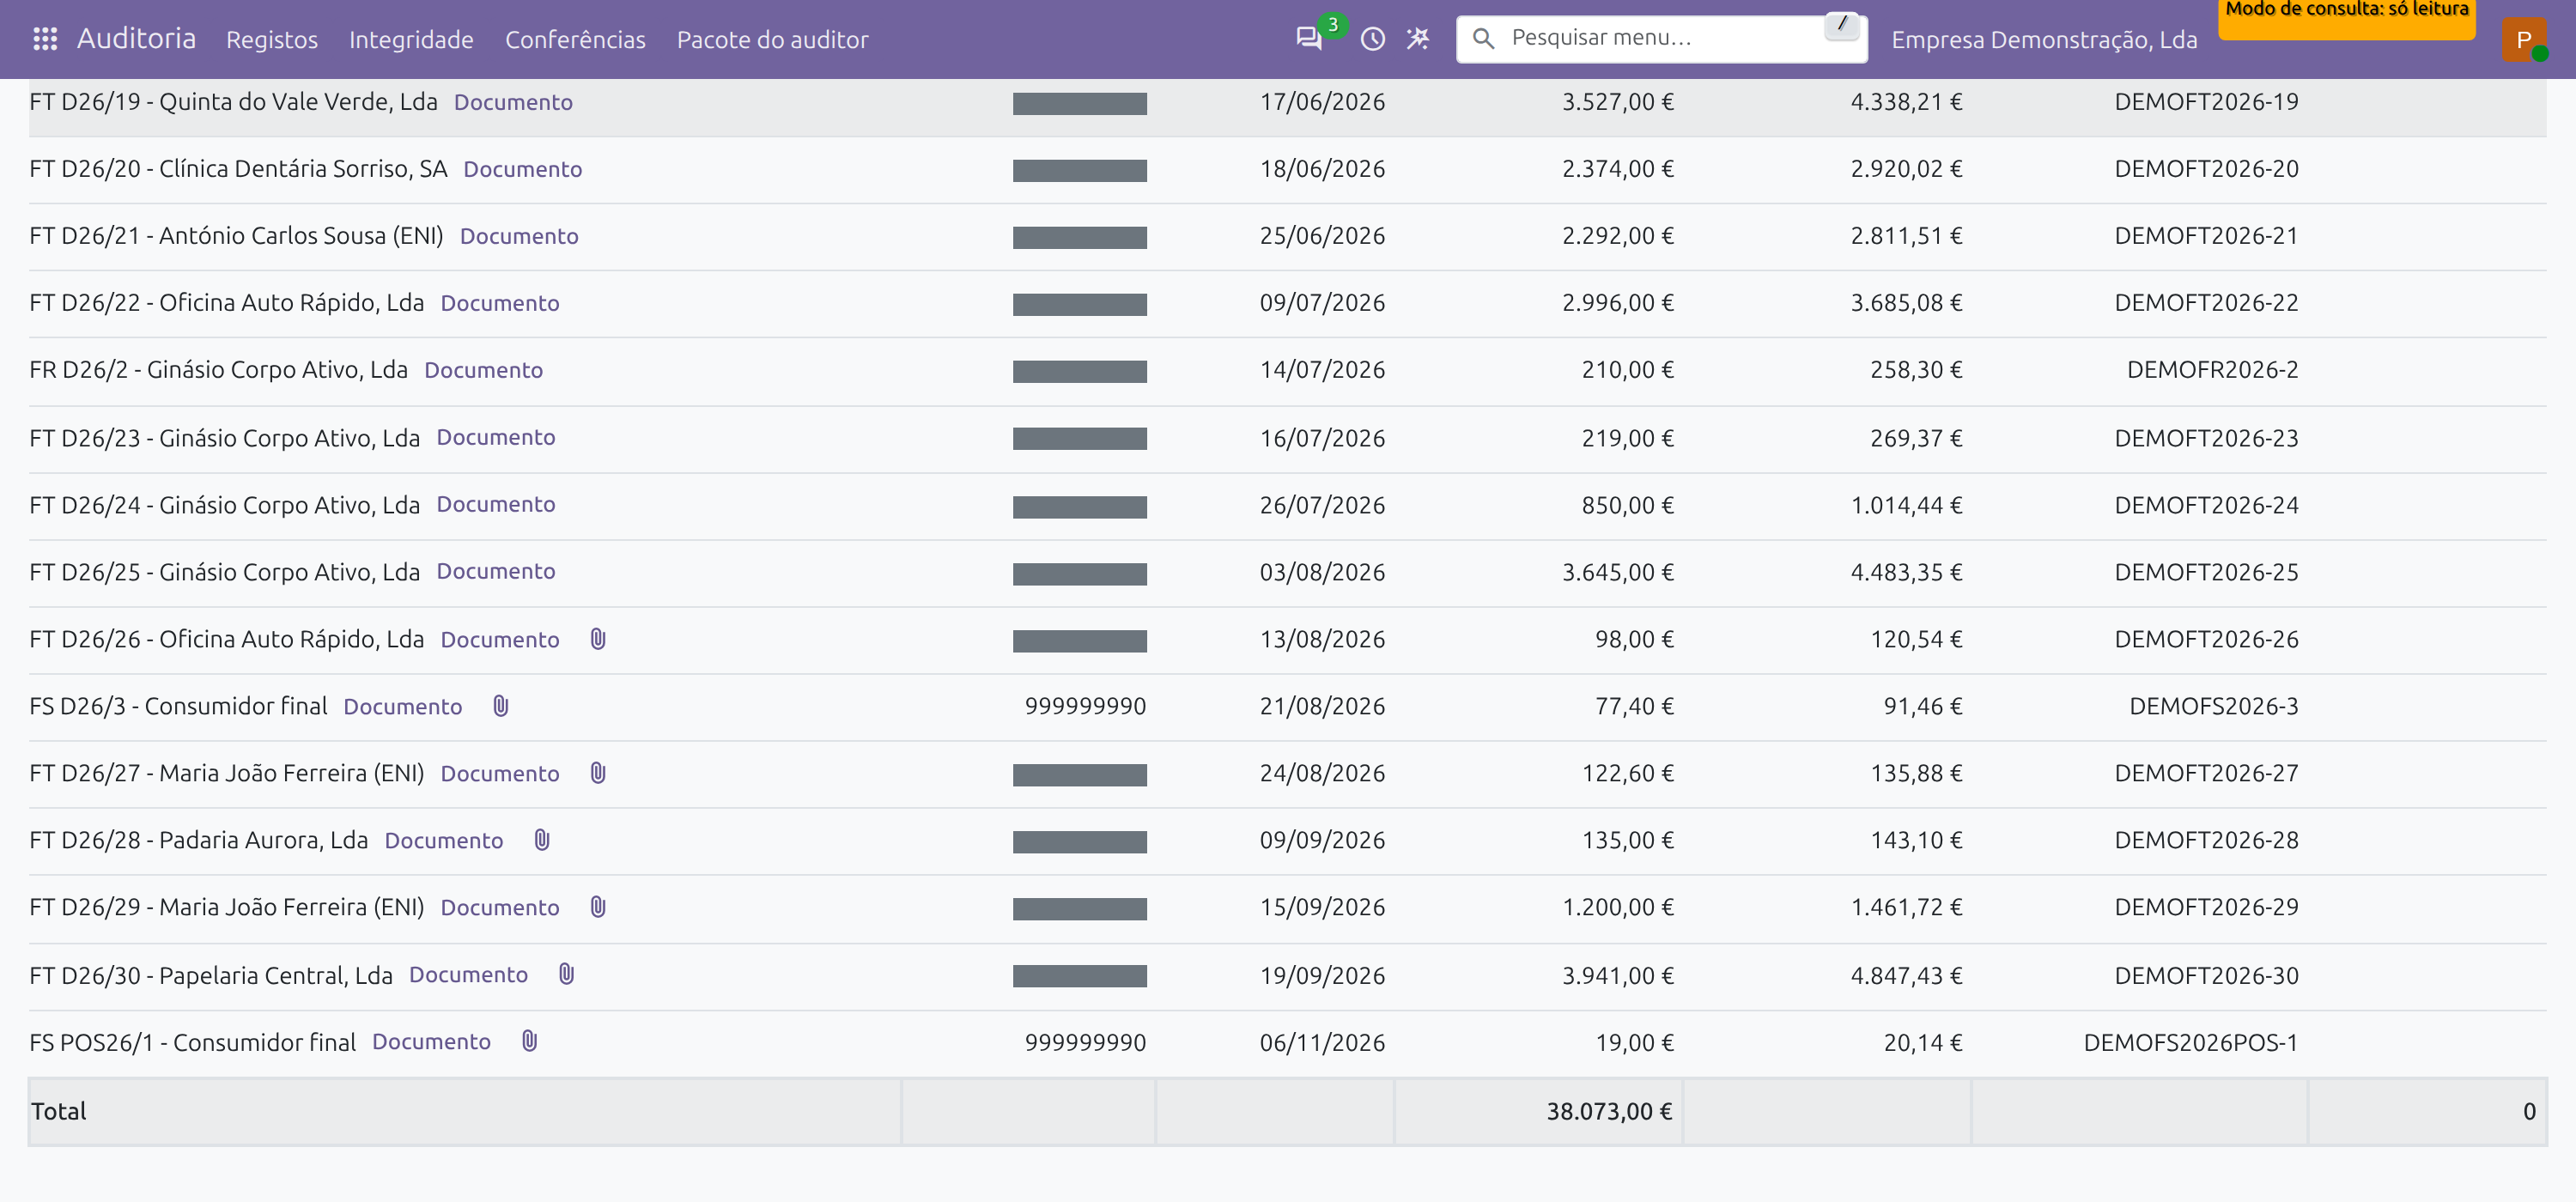 Auditoria Registos Integridade Conferências Pacote do auditor 3 Pesquisar menu... / Empresa Demonstração, Lda Modo de consulta: só leitura P
FT D26/19 - Quinta do Vale Verde, Lda Documento 17/06/2026 3.527,00 € 4.338,21 € DEMOFT2026-19
FT D26/20 - Clínica Dentária Sorriso, SA Documento 18/06/2026 2.374,00 € 2.920,02 € DEMOFT2026-20
FT D26/21 - António Carlos Sousa (ENI) Documento 25/06/2026 2.292,00 € 2.811,51 € DEMOFT2026-21
FT D26/22 - Oficina Auto Rápido, Lda Documento 09/07/2026 2.996,00 € 3.685,08 € DEMOFT2026-22
FR D26/2 - Ginásio Corpo Ativo, Lda Documento 14/07/2026 210,00 € 258,30 € DEMOFR2026-2
FT D26/23 - Ginásio Corpo Ativo, Lda Documento 16/07/2026 219,00 € 269,37 € DEMOFT2026-23
FT D26/24 - Ginásio Corpo Ativo, Lda Documento 26/07/2026 850,00 € 1.014,44 € DEMOFT2026-24
FT D26/25 - Ginásio Corpo Ativo, Lda Documento 03/08/2026 3.645,00 € 4.483,35 € DEMOFT2026-25
FT D26/26 - Oficina Auto Rápido, Lda Documento 13/08/2026 98,00 € 120,54 € DEMOFT2026-26
FS D26/3 - Consumidor final Documento 999999990 21/08/2026 77,40 € 91,46 € DEMOFS2026-3
FT D26/27 - Maria João Ferreira (ENI) Documento 24/08/2026 122,60 € 135,88 € DEMOFT2026-27
FT D26/28 - Padaria Aurora, Lda Documento 09/09/2026 135,00 € 143,10 € DEMOFT2026-28
FT D26/29 - Maria João Ferreira (ENI) Documento 15/09/2026 1.200,00 € 1.461,72 € DEMOFT2026-29
FT D26/30 - Papelaria Central, Lda Documento 19/09/2026 3.941,00 € 4.847,43 € DEMOFT2026-30
FS POS26/1 - Consumidor final Documento 999999990 06/11/2026 19,00 € 20,14 € DEMOFS2026POS-1
Total 38.073,00 € 0